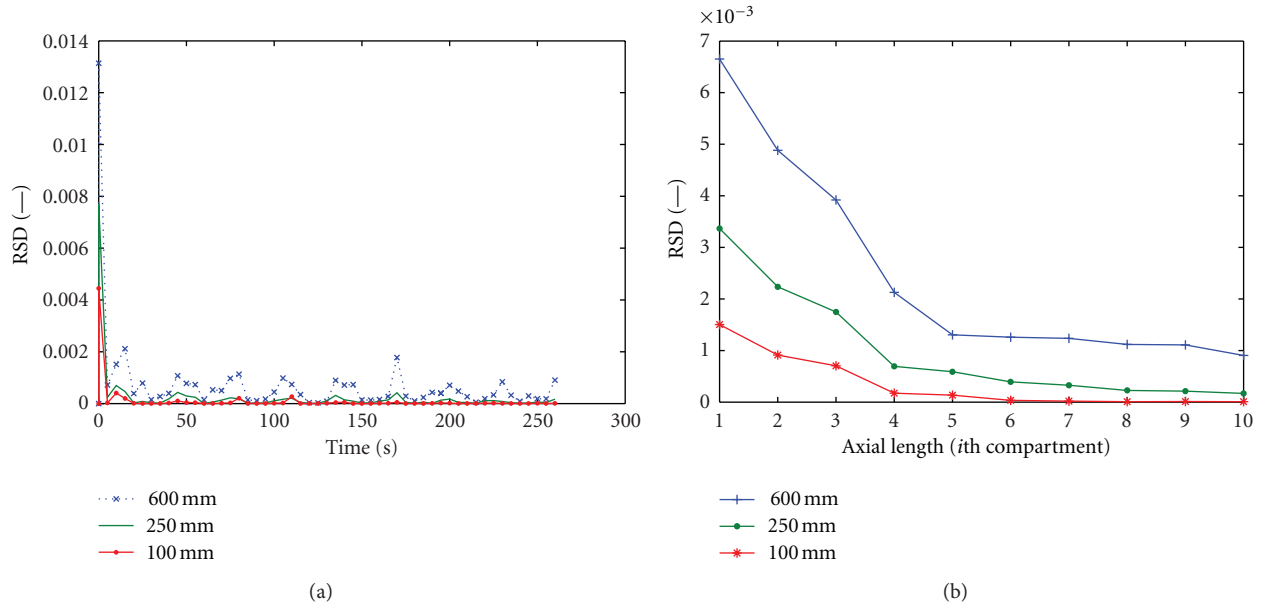 0.014
0.012
0.01
0.008
0.006
0.004
0.002
0
RSD (—)
0 50 100 150 200 250 300
Time (s)
600 mm
250 mm
100 mm
(a)
×10−3
7
6
5
4
3
2
1
0
RSD (—)
1 2 3 4 5 6 7 8 9 10
Axial length (ith compartment)
600 mm
250 mm
100 mm
(b)